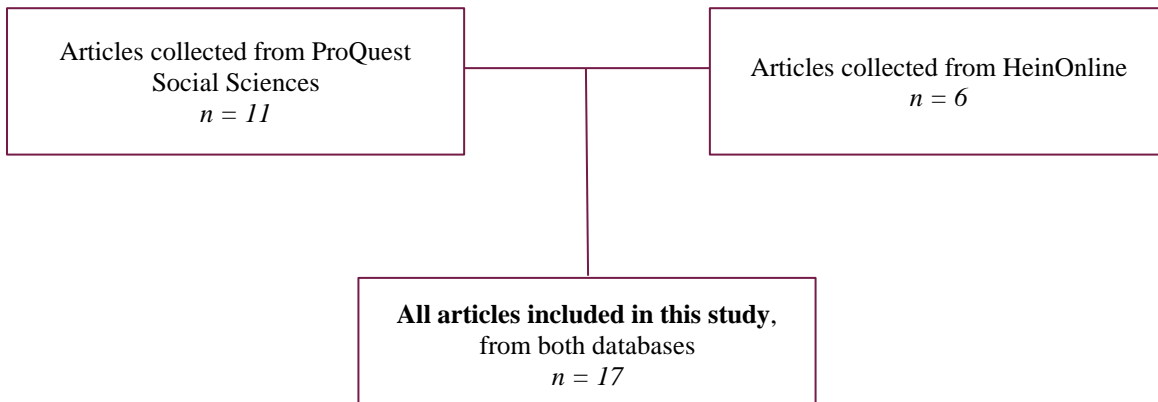 Articles collected from ProQuest
Social Sciences
n = 11
Articles collected from HeinOnline
n = 6
All articles included in this study,
from both databases
n = 17